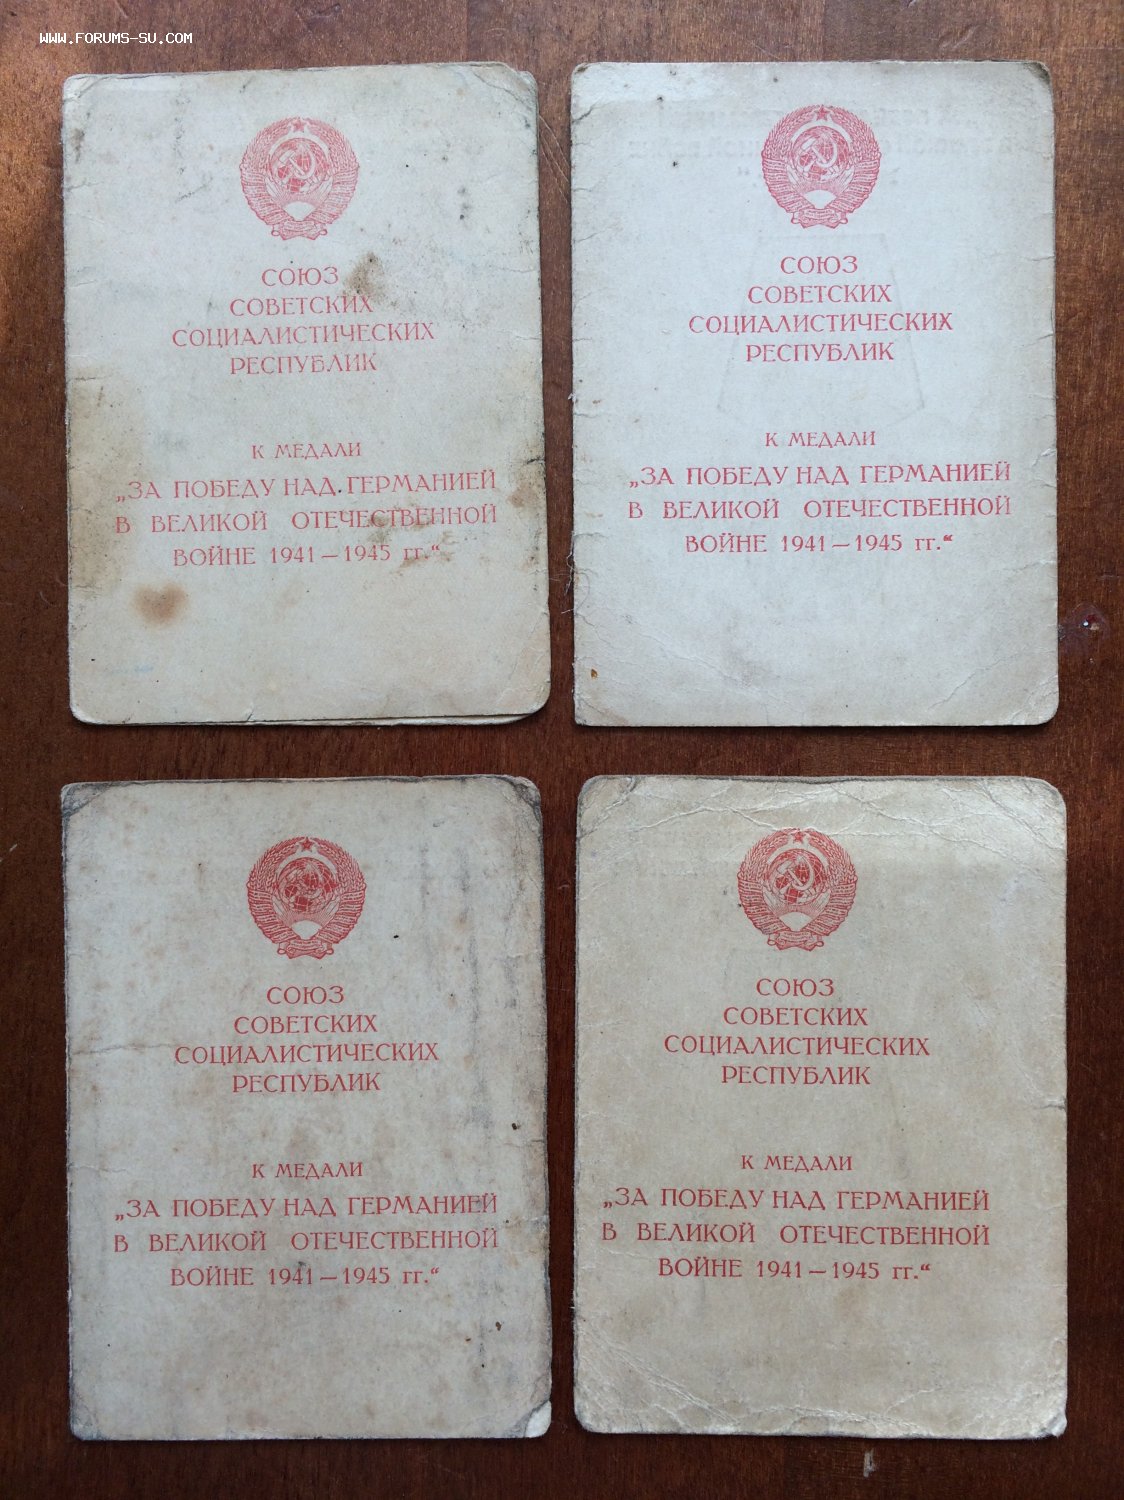 WWW.FORUMS-SU.COM
СОЮЗ
СОВЕТСКИХ
СОЦИАЛИСТИЧЕСКИХ
РЕСПУБЛИК
К МЕДАЛИ
„ЗА ПОБЕДУ НАД ГЕРМАНИЕЙ
В ВЕЛИКОЙ ОТЕЧЕСТВЕННОЙ
ВОЙНЕ 1941—1945 гг.“
СОЮЗ
СОВЕТСКИХ
СОЦИАЛИСТИЧЕСКИХ
РЕСПУБЛИК
К МЕДАЛИ
„ЗА ПОБЕДУ НАД ГЕРМАНИЕЙ
В ВЕЛИКОЙ ОТЕЧЕСТВЕННОЙ
ВОЙНЕ 1941—1945 гг.“
СОЮЗ
СОВЕТСКИХ
СОЦИАЛИСТИЧЕСКИХ
РЕСПУБЛИК
К МЕДАЛИ
„ЗА ПОБЕДУ НАД ГЕРМАНИЕЙ
В ВЕЛИКОЙ ОТЕЧЕСТВЕННОЙ
ВОЙНЕ 1941—1945 гг.“
СОЮЗ
СОВЕТСКИХ
СОЦИАЛИСТИЧЕСКИХ
РЕСПУБЛИК
К МЕДАЛИ
„ЗА ПОБЕДУ НАД ГЕРМАНИЕЙ
В ВЕЛИКОЙ ОТЕЧЕСТВЕННОЙ
ВОЙНЕ 1941—1945 гг.“